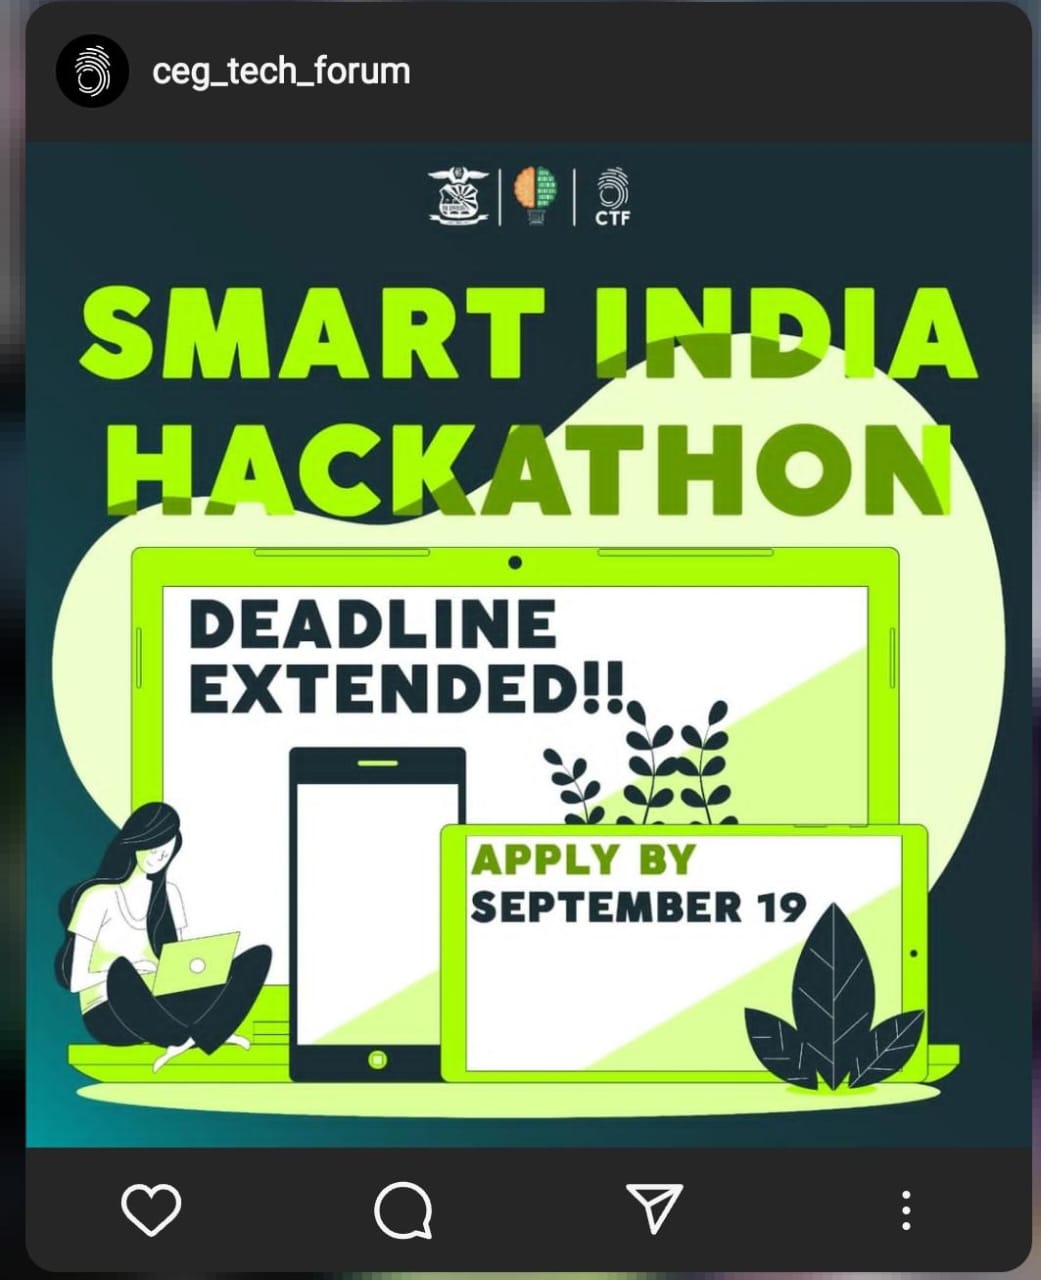 ceg_tech_forum
CTF
SMART INDIA
HACKATHON
DEADLINE
EXTENDED!!
APPLY BY
SEPTEMBER 19